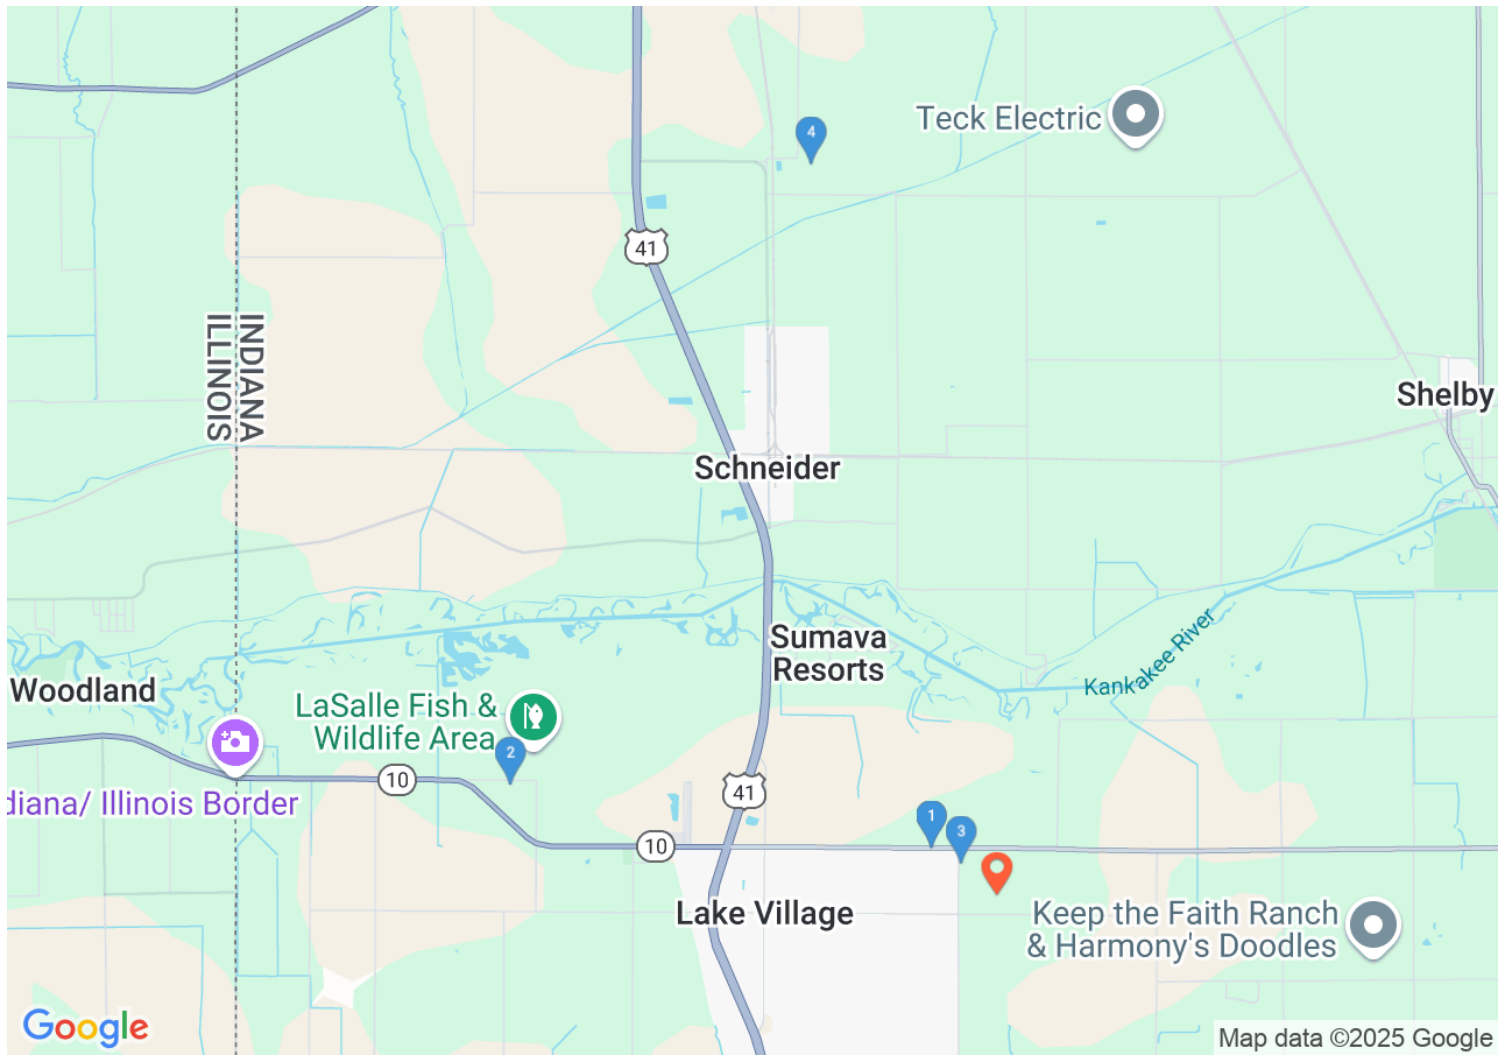 Teck Electric
4
41
INDIANA
ILLINOIS
Shelby
Schneider
Sumava
Resorts
Kankakee River
Woodland
LaSalle Fish &
Wildlife Area
2
10
diana/ Illinois Border
41
1
3
10
Lake Village
Keep the Faith Ranch
& Harmony's Doodles
Google
Map data ©2025 Google